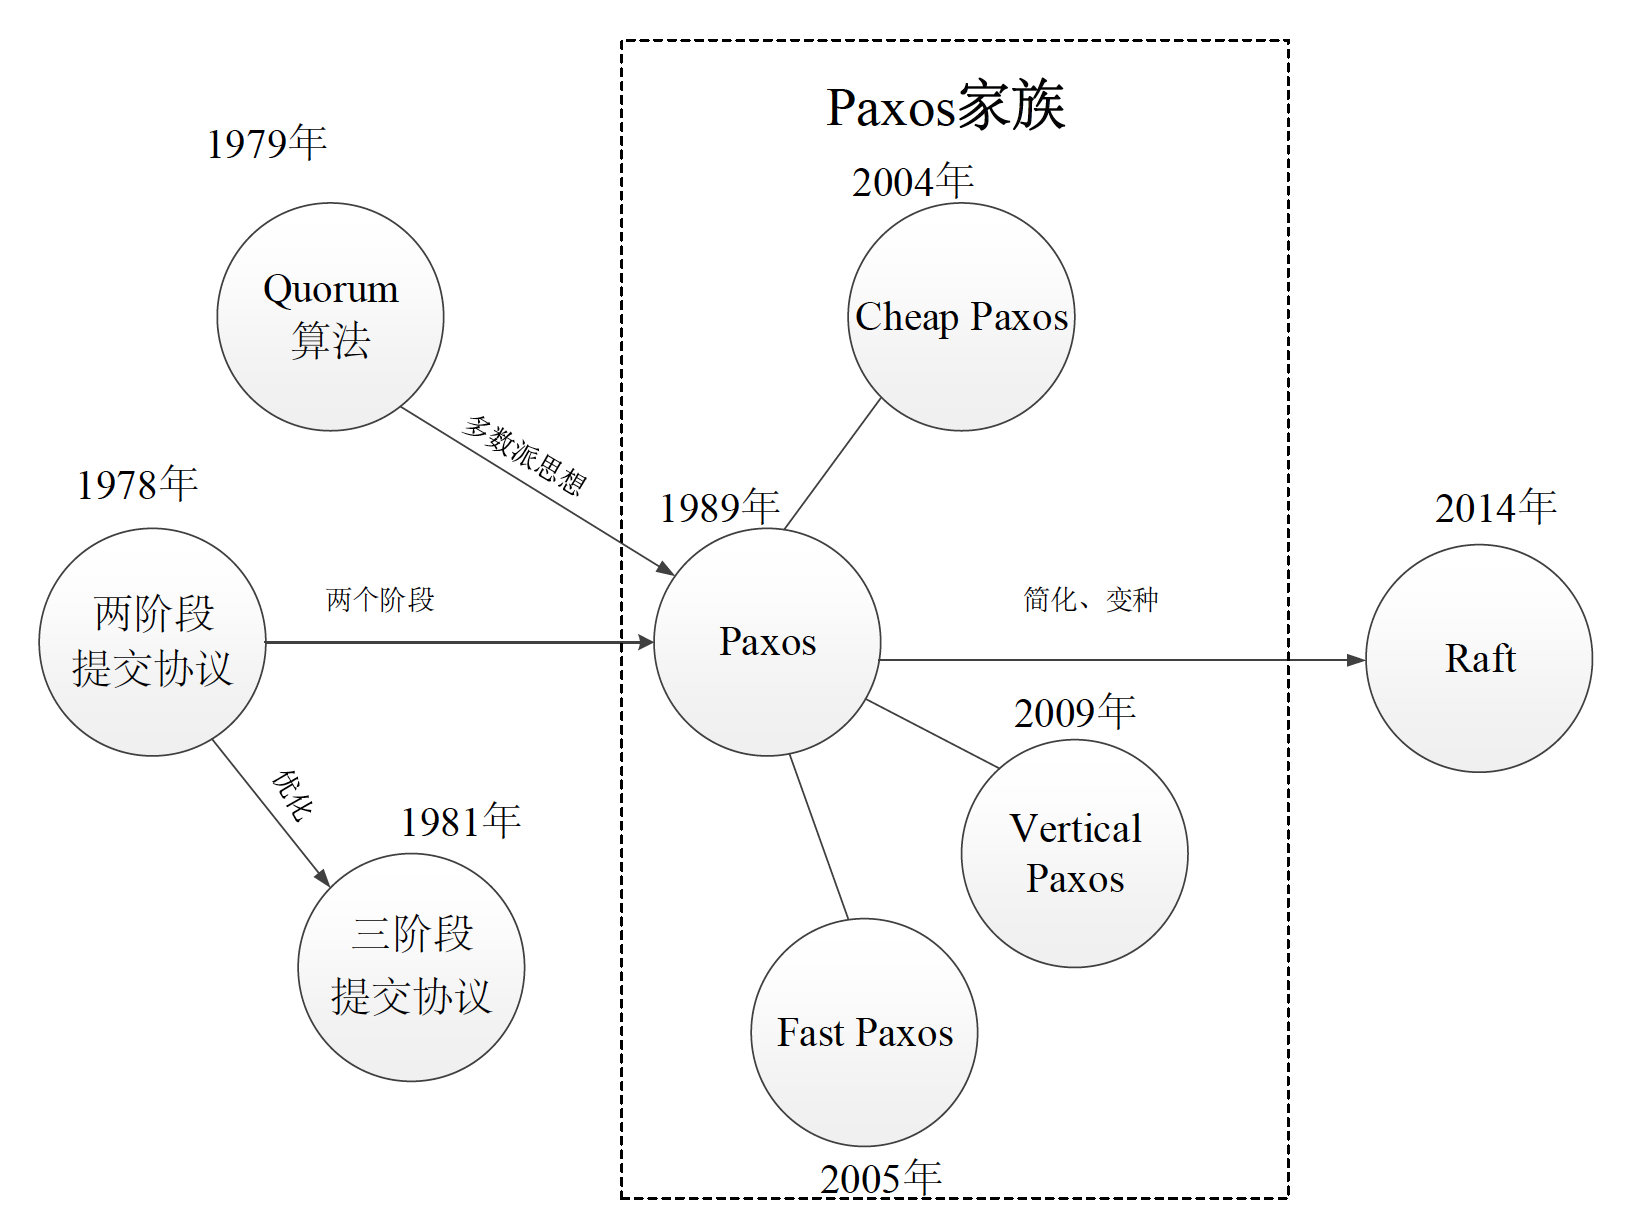 Paxos家族
1979年
2004年
Quorum
算法
Cheap Paxos
多数派思想
1978年
1989年
2014年
两阶段
提交协议
两个阶段
Paxos
简化、变种
Raft
2009年
Vertical
Paxos
优化
1981年
三阶段
提交协议
Fast Paxos
2005年